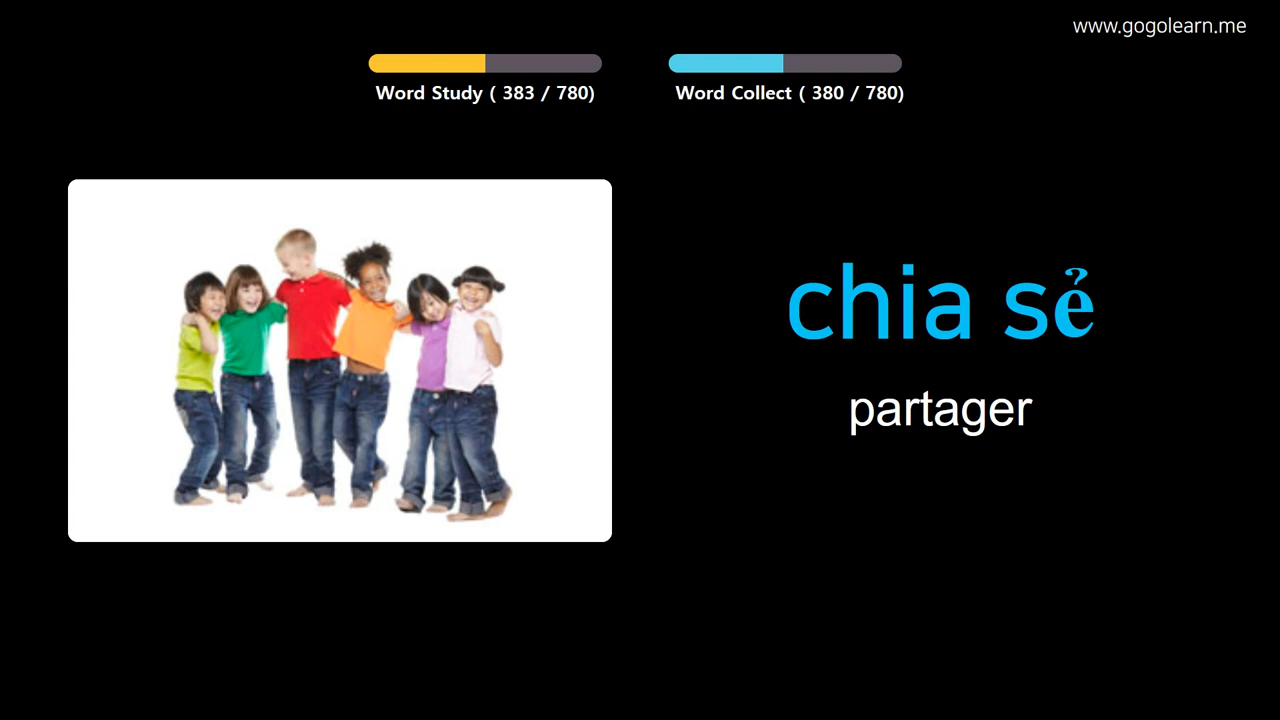 www.gogolearn.me
Word Study ( 383 / 780)
Word Collect ( 380 / 780)
chia sẻ
partager